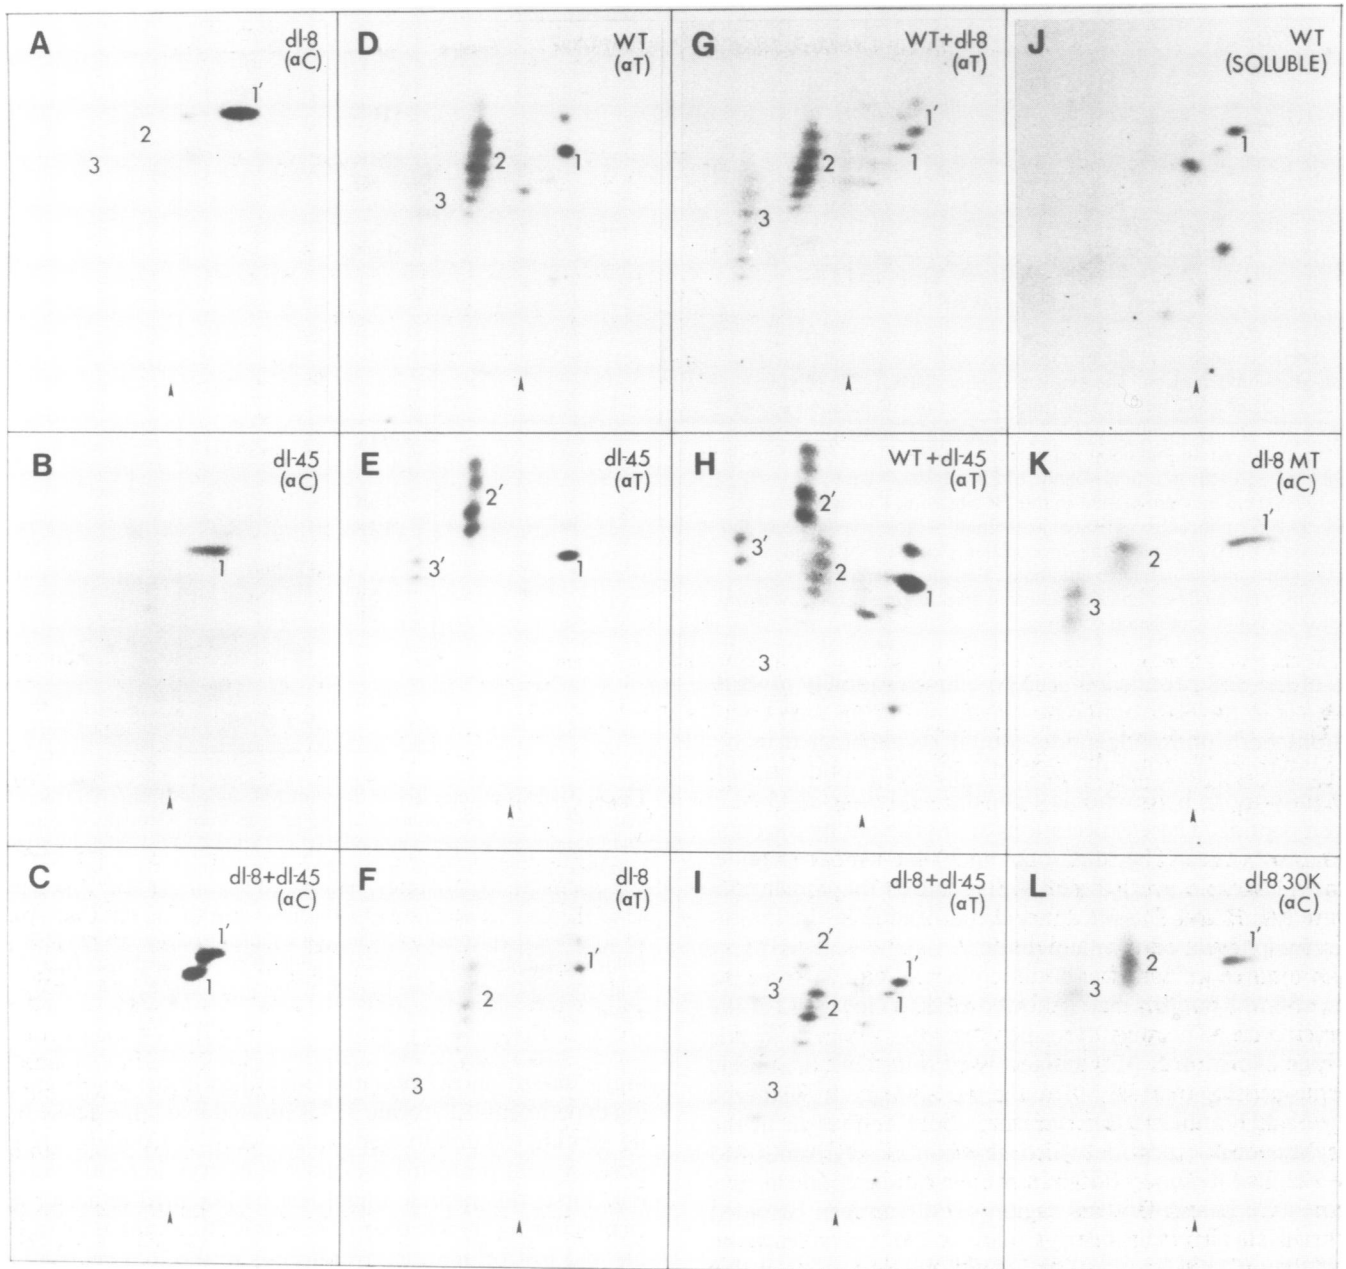 A
dl-8
(αC)
1′
2
3
D
WT
(αT)
2
1
3
G
WT+dl-8
(αT)
1′
2
1
3
J
WT
(SOLUBLE)
1
B
dl-45
(αC)
1
E
dl-45
(αT)
2′
3′
1
H
WT+dl-45
(αT)
2′
3′
2
1
3
K
dl-8 MT
(αC)
1′
2
3
C
dl-8+dl-45
(αC)
1′
1
F
dl-8
(αT)
1′
2
3
I
dl-8+dl-45
(αT)
2′
1′
3′
2
1
3
L
dl-8 30K
(αC)
1′
2
3